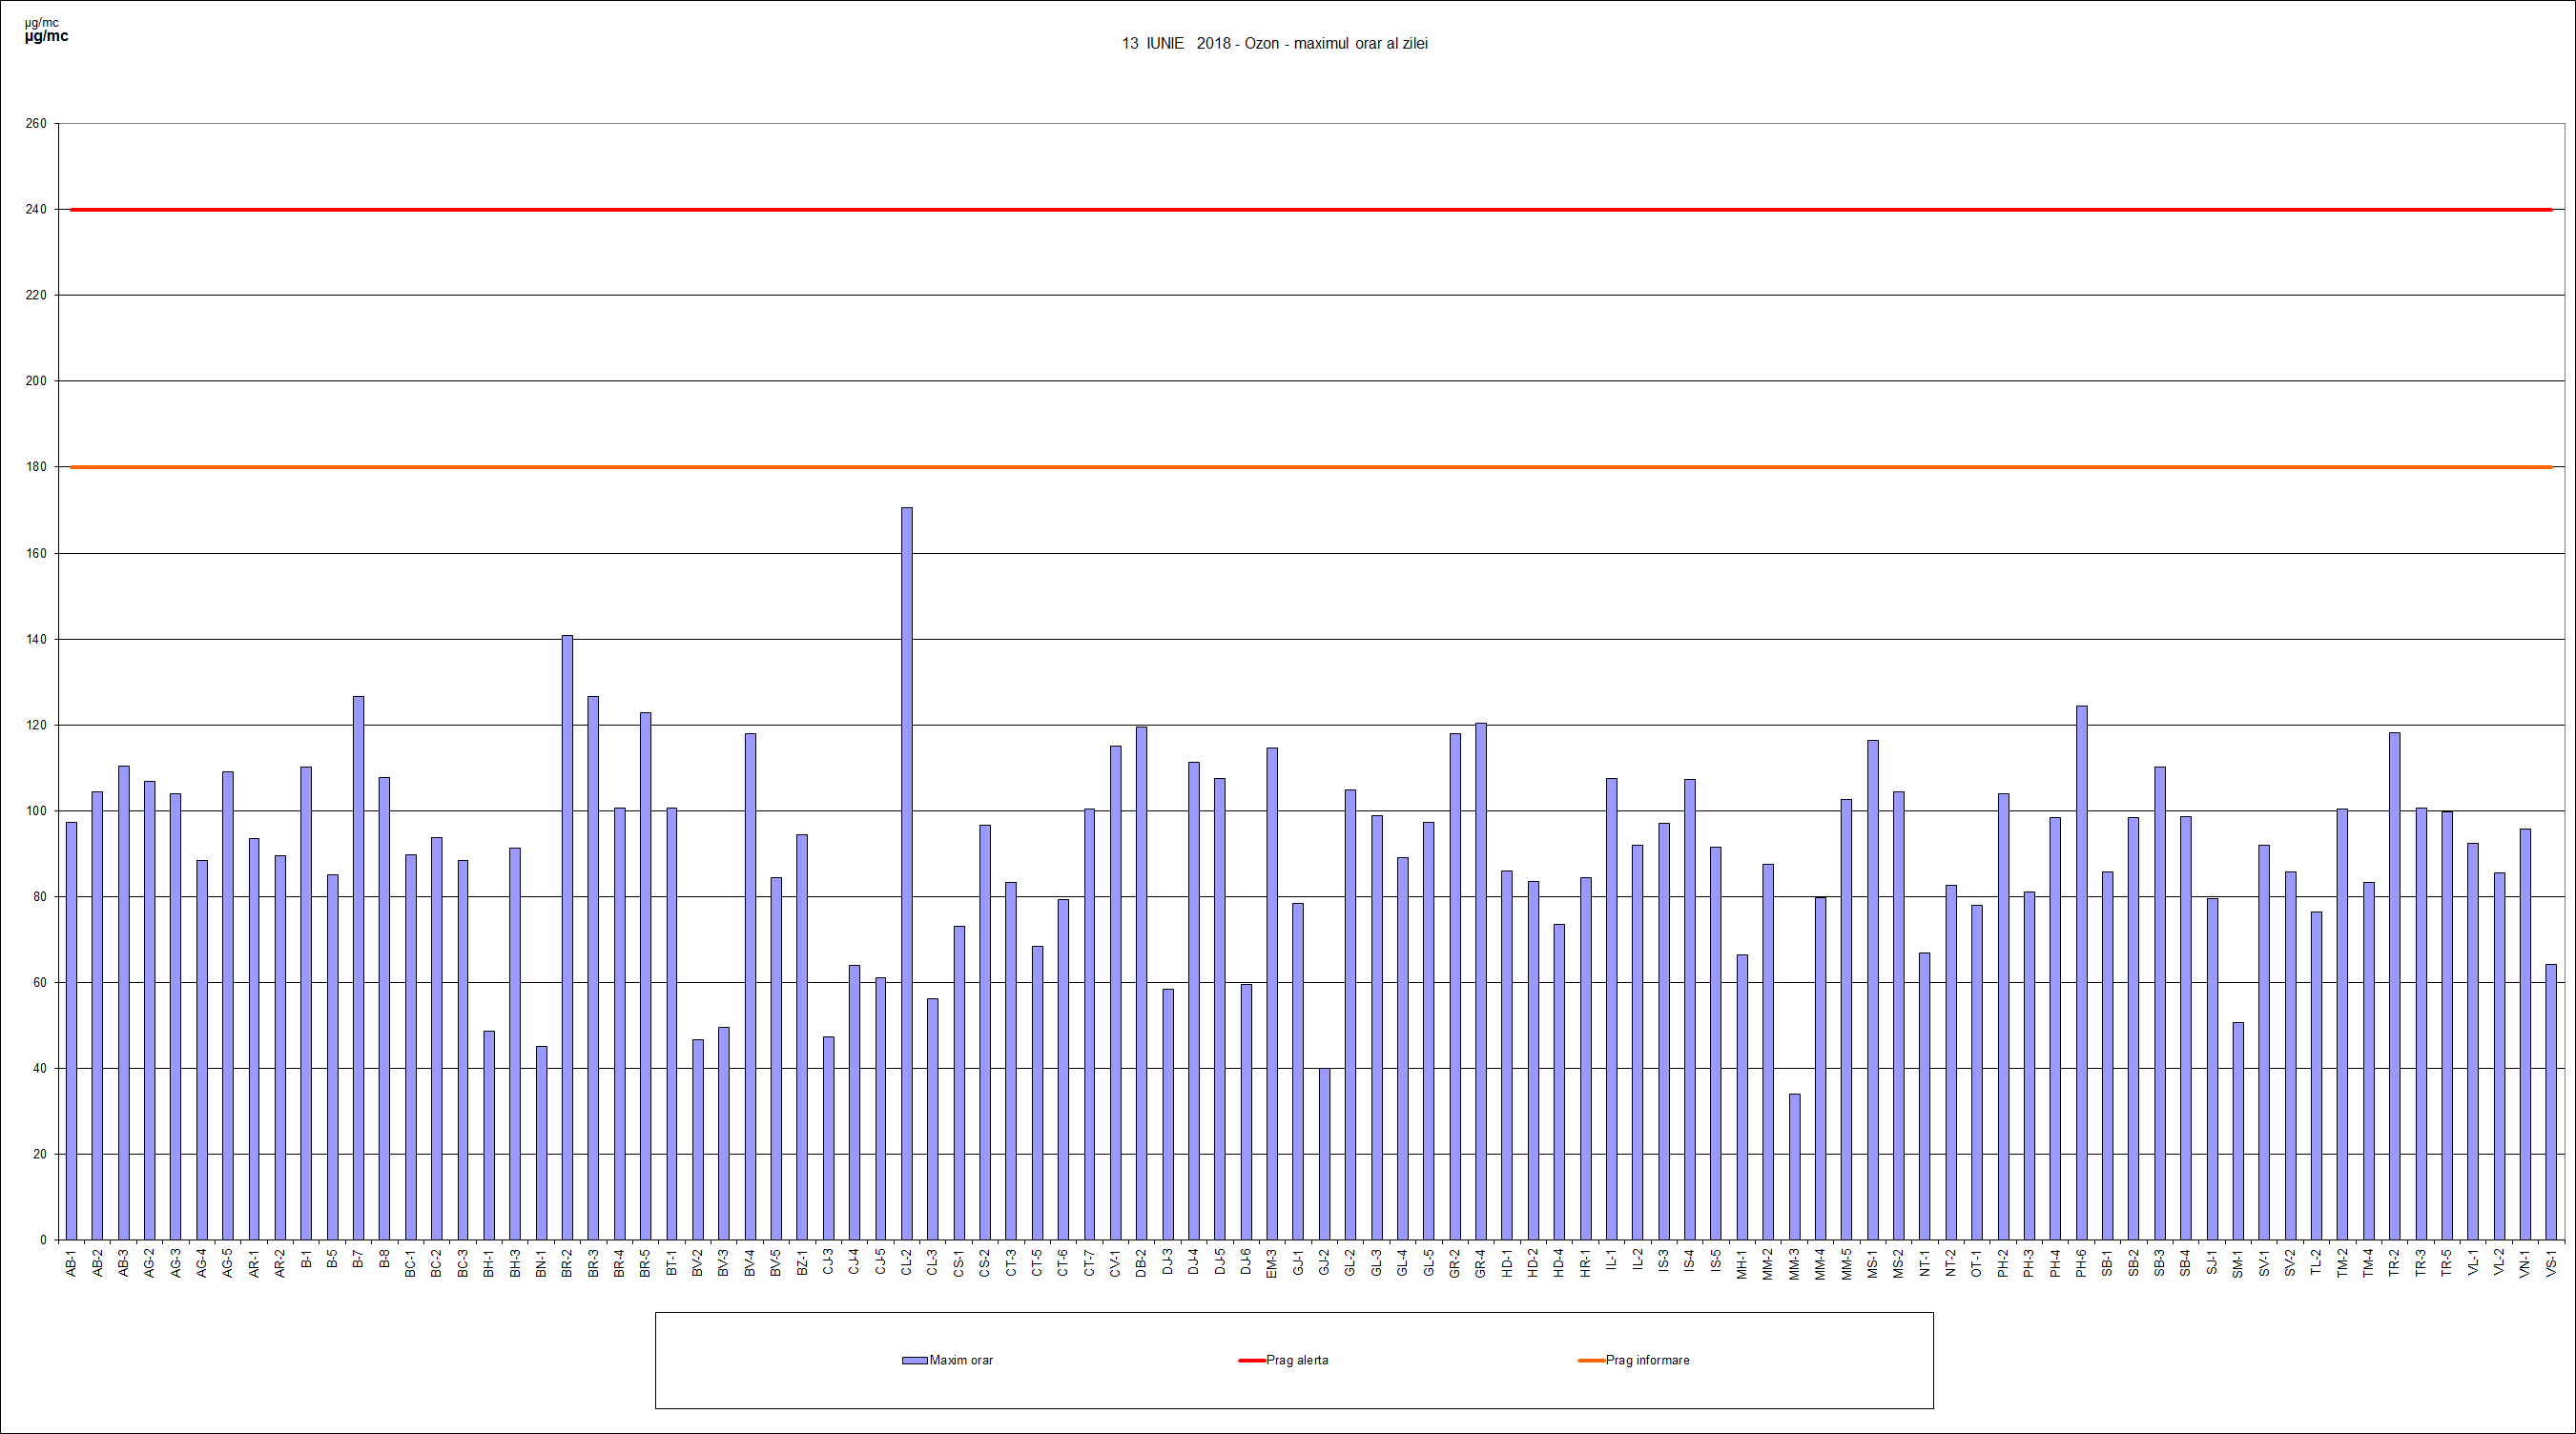 µg/mc
µg/mc
13 IUNIE 2018 - Ozon - maximul orar al zilei
260
240
220
200
180
160
140
120
100
80
60
40
20
0
AB-1
AB-2
AB-3
AG-2
AG-3
AG-4
AG-5
AR-1
AR-2
B-1
B-5
B-7
B-8
BC-1
BC-2
BC-3
BH-1
BH-3
BN-1
BR-2
BR-3
BR-4
BR-5
BT-1
BV-2
BV-3
BV-4
BV-5
BZ-1
CJ-3
CJ-4
CJ-5
CL-2
CL-3
CS-1
CS-2
CT-3
CT-5
CT-6
CT-7
CV-1
DB-2
DJ-3
DJ-4
DJ-5
DJ-6
EM-3
GJ-1
GJ-2
GL-2
GL-3
GL-4
GL-5
GR-2
GR-4
HD-1
HD-2
HD-4
HR-1
IL-1
IL-2
IS-3
IS-4
IS-5
MH-1
MM-2
MM-3
MM-4
MM-5
MS-1
MS-2
NT-1
NT-2
OT-1
PH-2
PH-3
PH-4
PH-6
SB-1
SB-2
SB-3
SB-4
SJ-1
SM-1
SV-1
SV-2
TL-2
TM-2
TM-4
TR-2
TR-3
TR-5
VL-1
VL-2
VN-1
VS-1
Maxim orar
Prag alerta
Prag informare